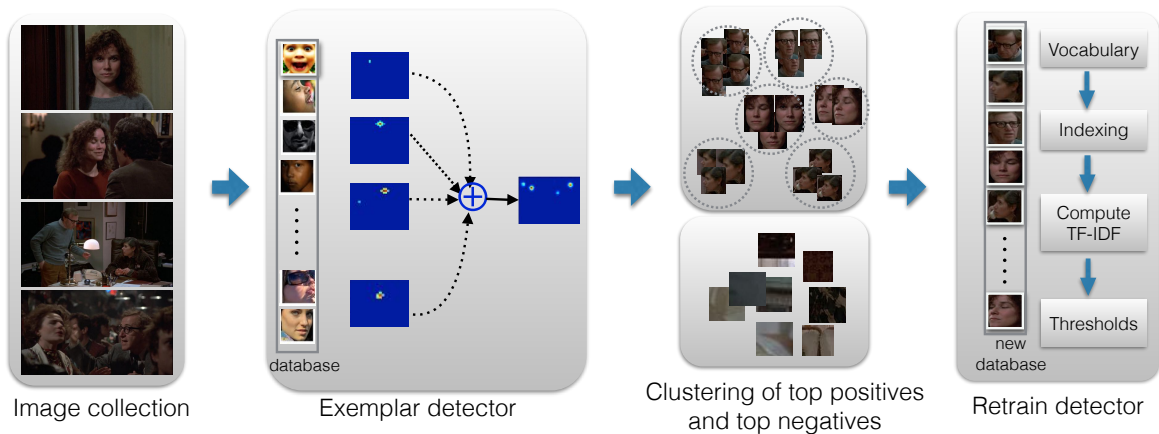 database
Vocabulary
Indexing
Compute
TF-IDF
Thresholds
new
database
Image collection
Exemplar detector
Clustering of top positives
and top negatives
Retrain detector